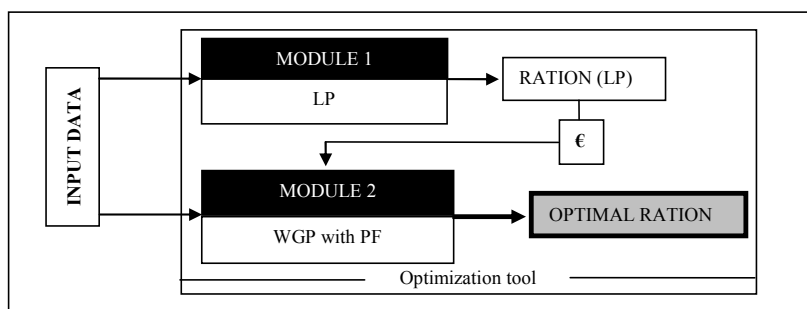 INPUT DATA
MODULE 1
LP
RATION (LP)
€
MODULE 2
WGP with PF
OPTIMAL RATION
Optimization tool